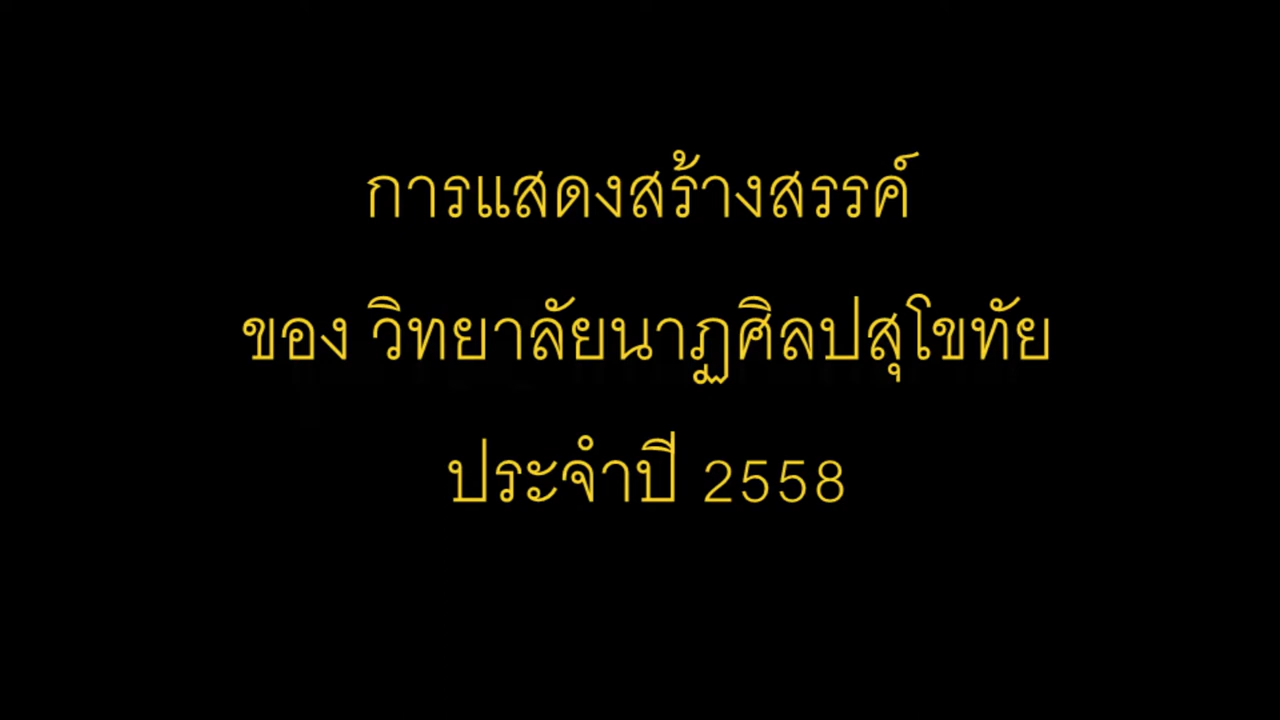 การแสดงสร้างสรรค์
ของ วิทยาลัยนาฏศิลปสุโขทัย
ประจำปี 2558